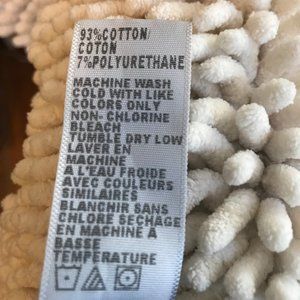 93%COTTON/
COTON
7%POLYURETHANE
MACHINE WASH
COLD WITH LIKE
COLORS ONLY
NON- CHLORINE
BLEACH
TUMBLE DRY LOW
LAVER EN
MACHINE
A L'EAU FROIDE
AVEC COULEURS
SIMILAIRES
BLANCHIR SANS
CHLORE SECHAGE
EN MACHINE A
BASSE
TEMPERATURE